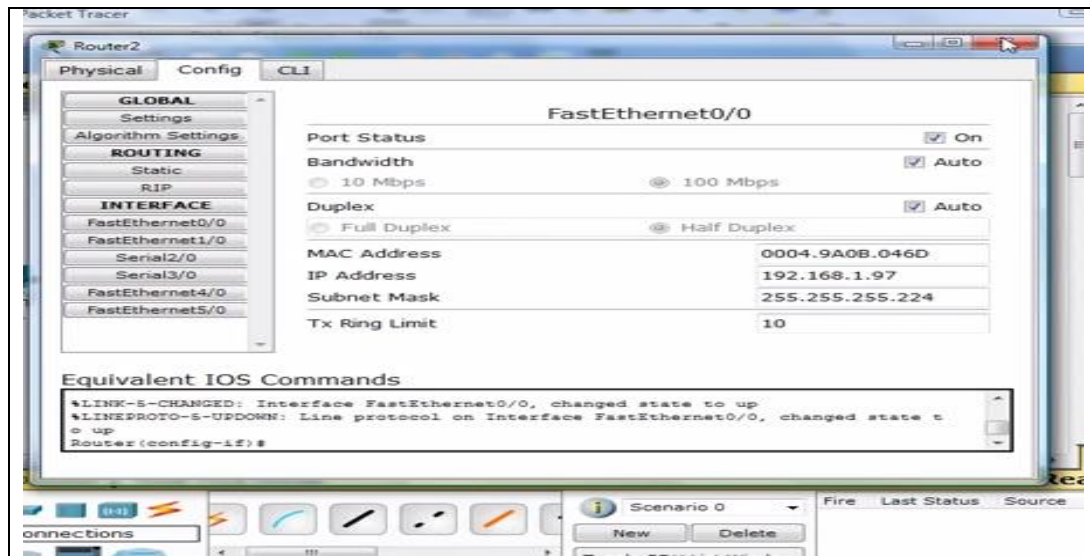 Packet Tracer
Router2
Physical Config CLI
GLOBAL
Settings
Algorithm Settings
ROUTING
Static
RIP
INTERFACE
FastEthernet0/0
FastEthernet1/0
Serial2/0
Serial3/0
FastEthernet4/0
FastEthernet5/0
FastEthernet0/0
Port Status On
Bandwidth Auto
10 Mbps 100 Mbps
Duplex Auto
Full Duplex Half Duplex
MAC Address 0004.9A0B.046D
IP Address 192.168.1.97
Subnet Mask 255.255.255.224
Tx Ring Limit 10
Equivalent IOS Commands
%LINK-5-CHANGED: Interface FastEthernet0/0, changed state to up
%LINEPROTO-5-UPDOWN: Line protocol on Interface FastEthernet0/0, changed state t
o up
Router(config-if)#
onnections
Scenario 0
New Delete
Fire Last Status Source